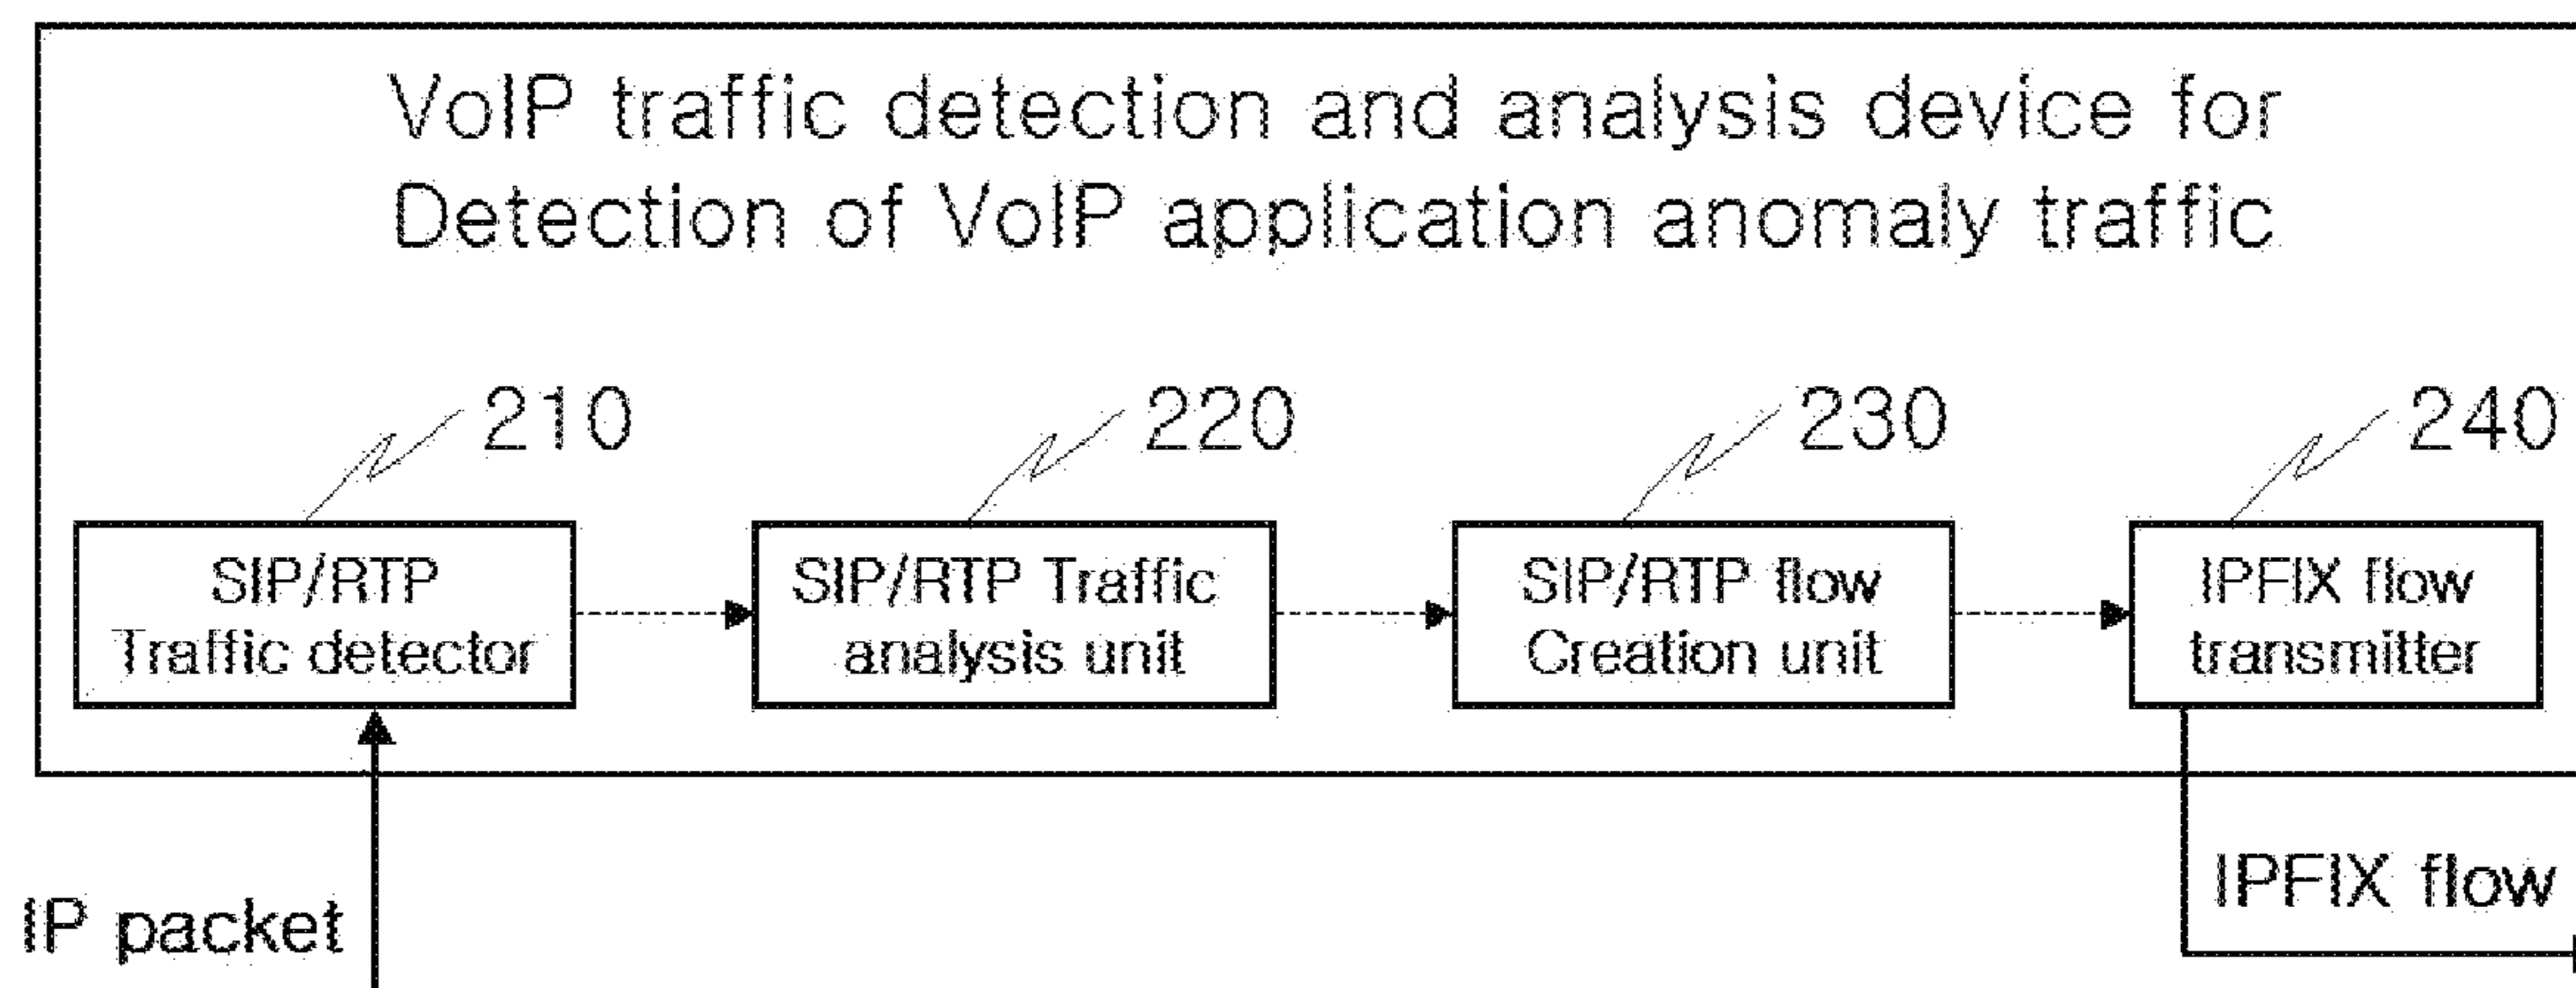 VoIP traffic detection and analysis device for
Detection of VoIP application anomaly traffic
210
220
230
240
SIP/RTP
Traffic detector
SIP/RTP Traffic
analysis unit
SIP/RTP flow
Creation unit
IPFIX flow
transmitter
IP packet
IPFIX flow